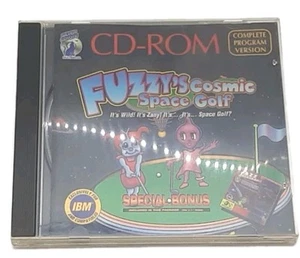 CD-ROM
COMPLETE
PROGRAM
VERSION
FUZZY'S Cosmic
Space Golf
It's Wild! It's Zany! It's... It's... Space Golf?
IBM
SPECIAL BONUS